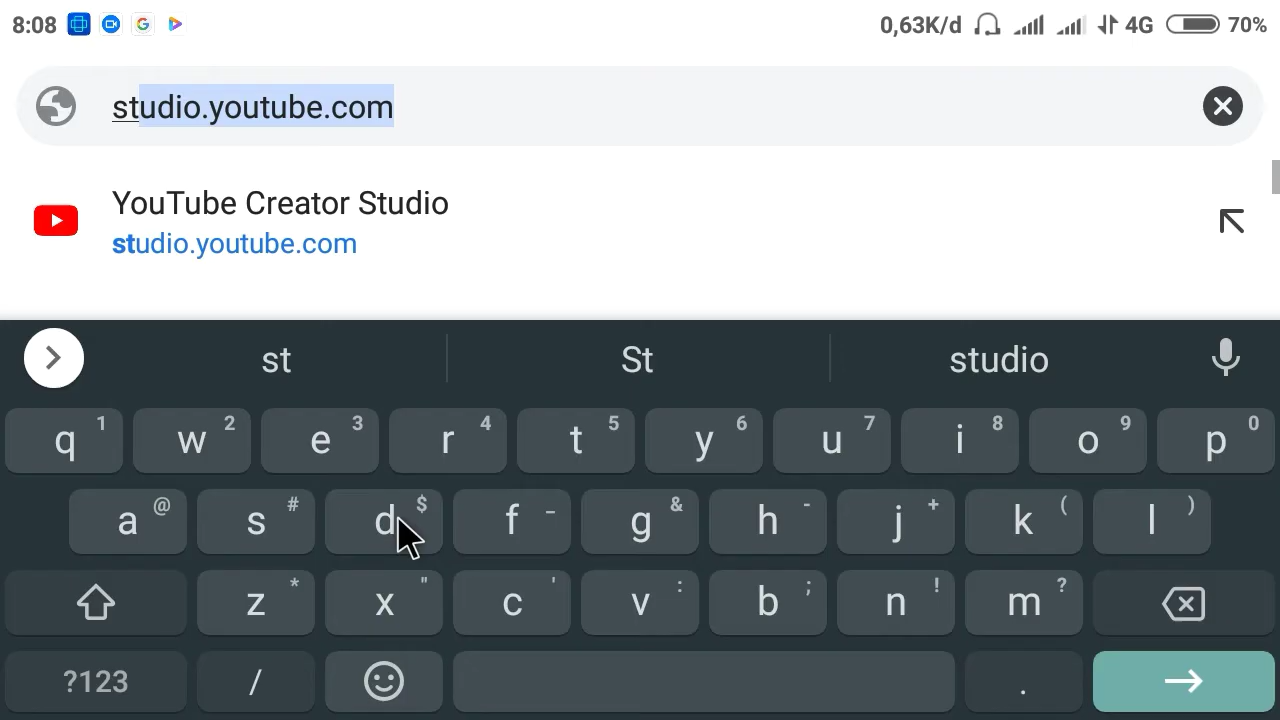 8:08 0,63K/d 4G 70%
studio.youtube.com
YouTube Creator Studio
studio.youtube.com
st St studio
q 1 w 2 e 3 r 4 t 5 y 6 u 7 i 8 o 9 p 0
a @ s # d $ f _ g & h - j + k ( l )
z * x " c ' v : b ; n ! m ?
?123 / .